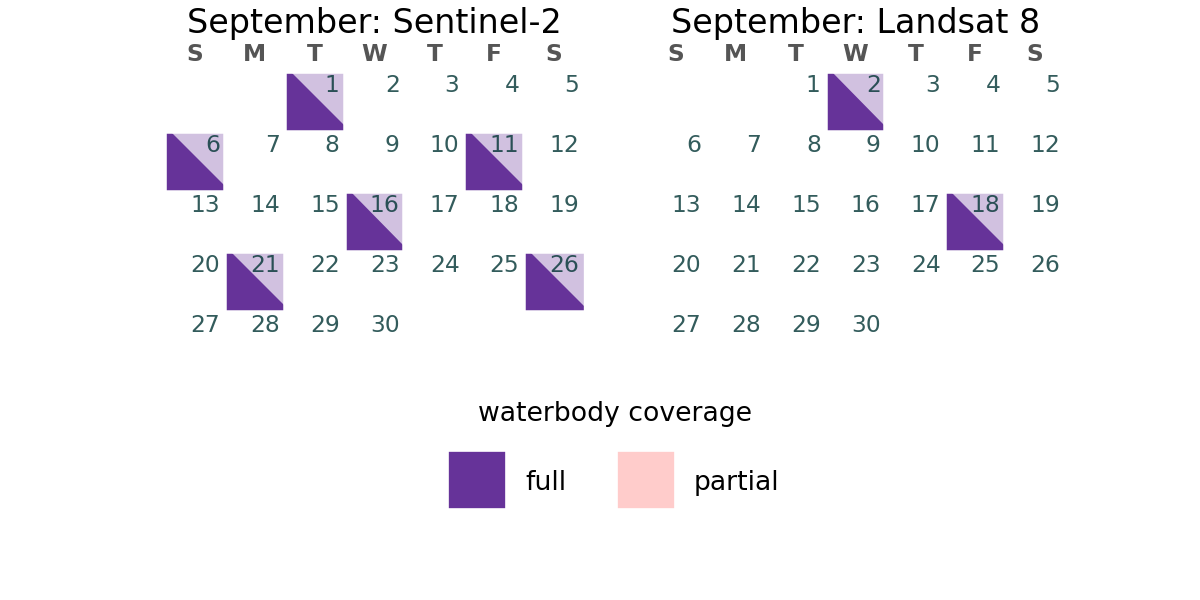 September: Sentinel-2
S M T W T F S
1 2 3 4 5
6 7 8 9 10 11 12
13 14 15 16 17 18 19
20 21 22 23 24 25 26
27 28 29 30
September: Landsat 8
S M T W T F S
1 2 3 4 5
6 7 8 9 10 11 12
13 14 15 16 17 18 19
20 21 22 23 24 25 26
27 28 29 30
waterbody coverage
full partial